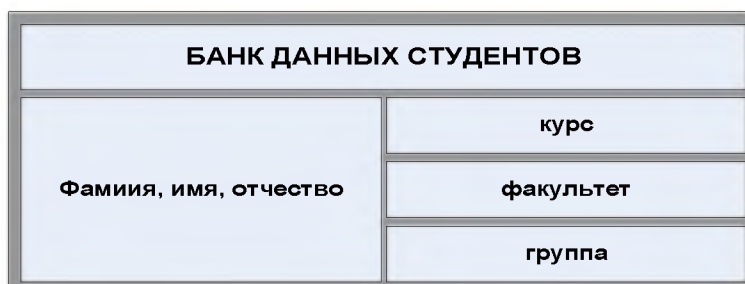 БАНК ДАННЫХ СТУДЕНТОВ
Фамиия, имя, отчество
курс
факультет
группа